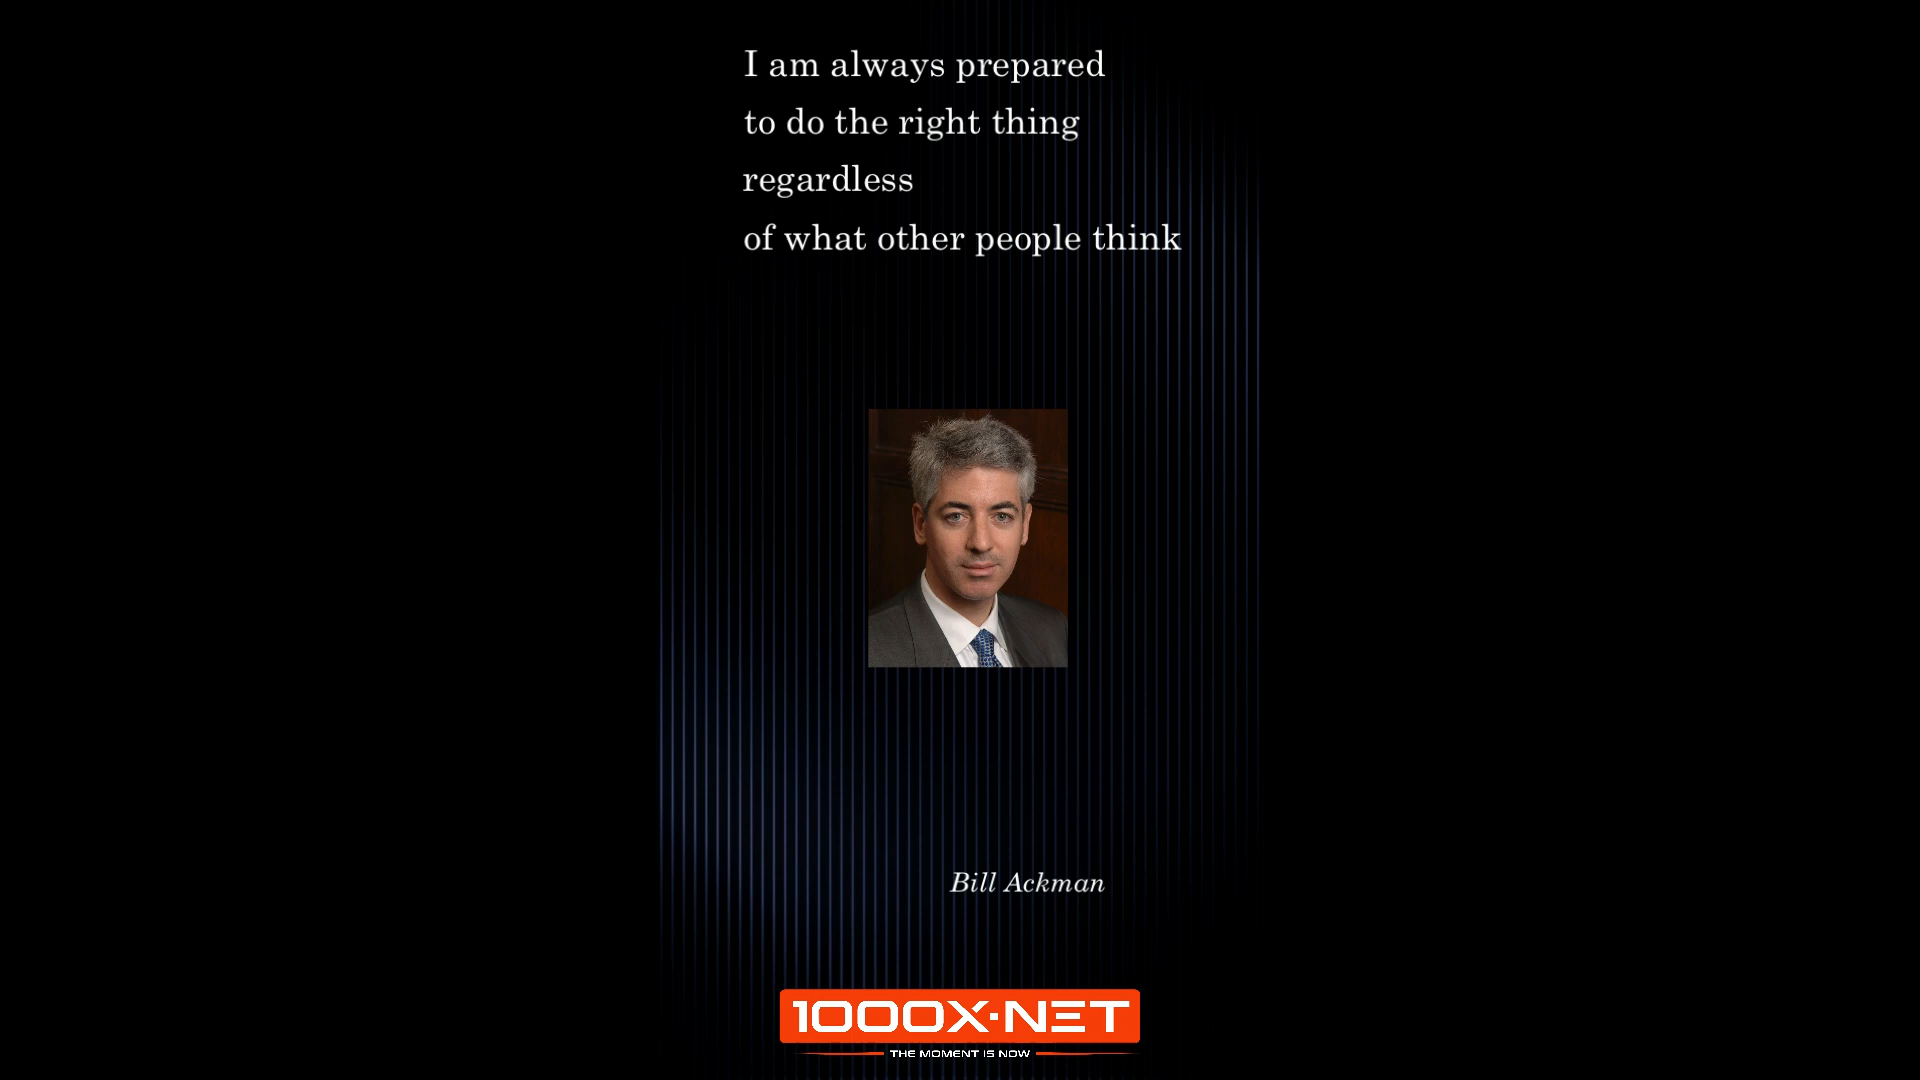 I am always prepared
to do the right thing
regardless
of what other people think
Bill Ackman
1000X·NET
THE MOMENT IS NOW